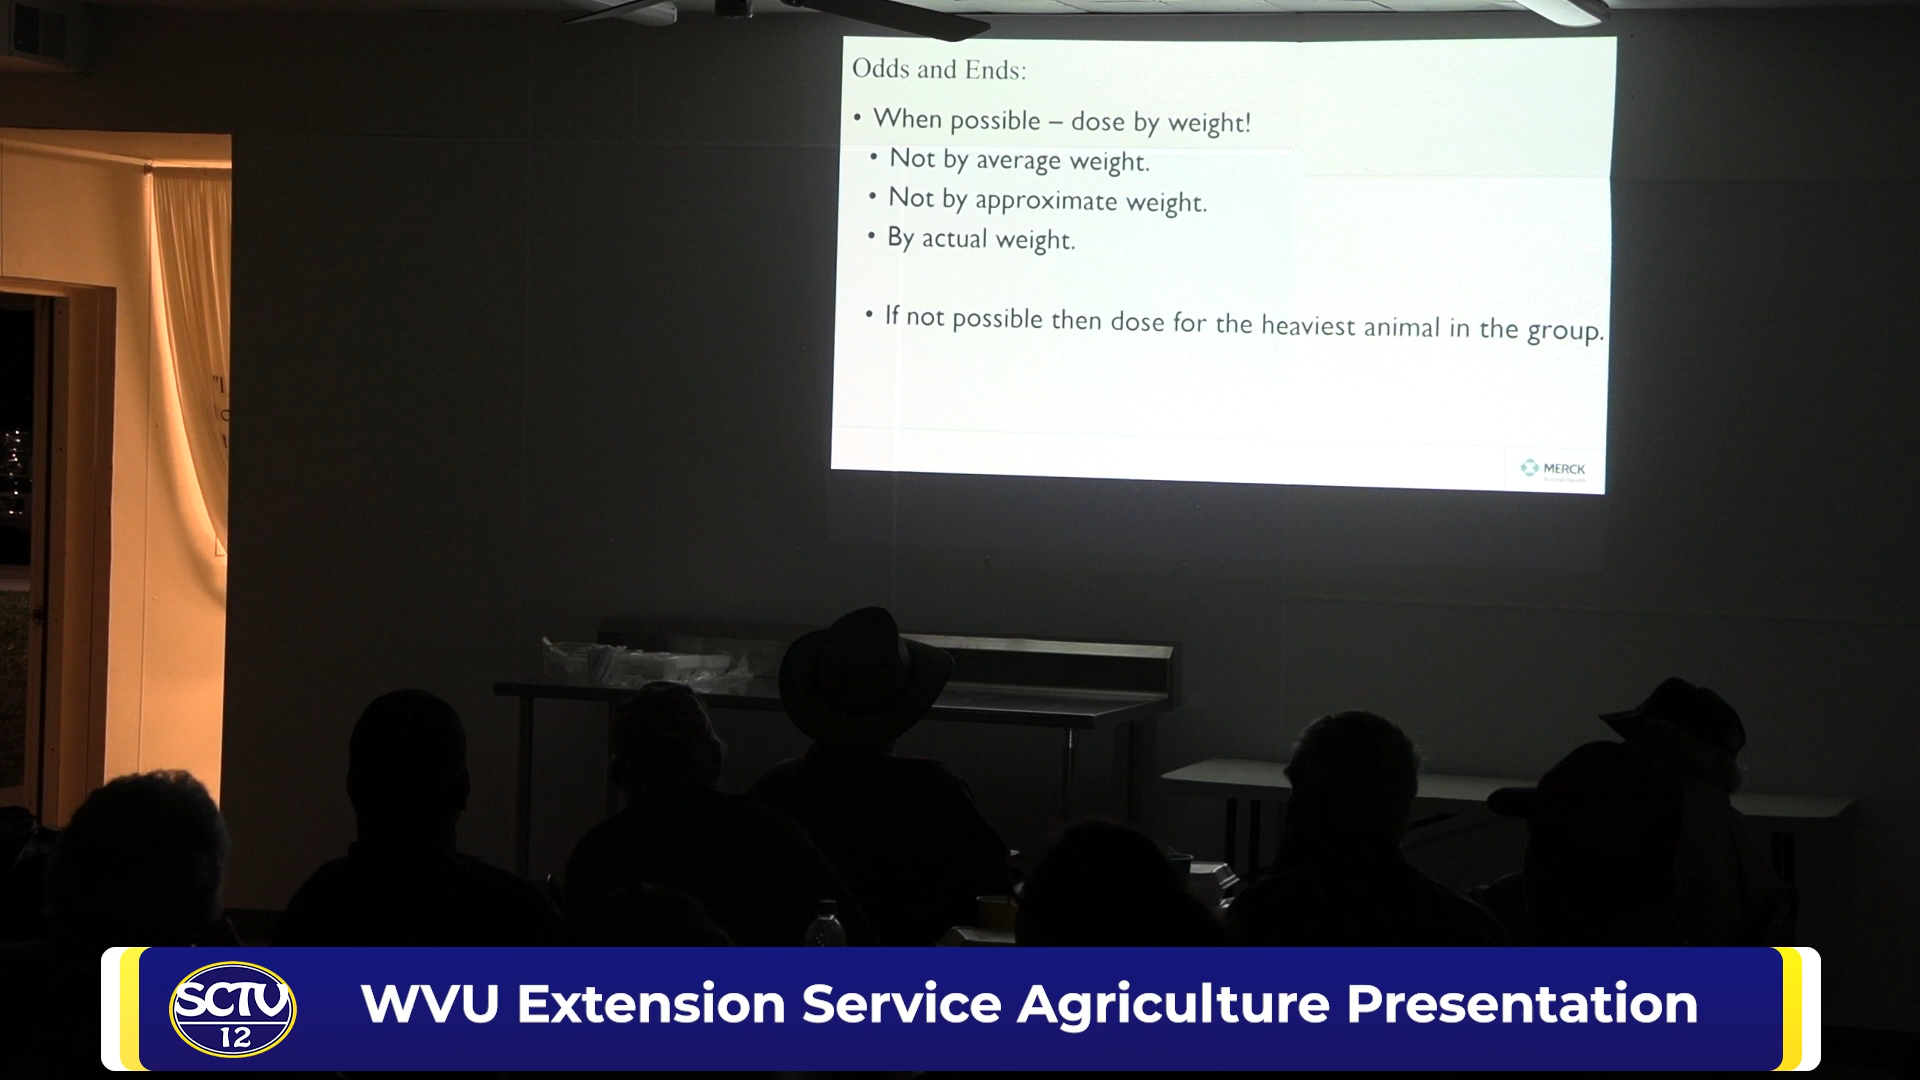 Odds and Ends:
• When possible – dose by weight!
• Not by average weight.
• Not by approximate weight.
• By actual weight.
• If not possible then dose for the heaviest animal in the group.
MERCK
Animal Health
SCTV
12
WVU Extension Service Agriculture Presentation